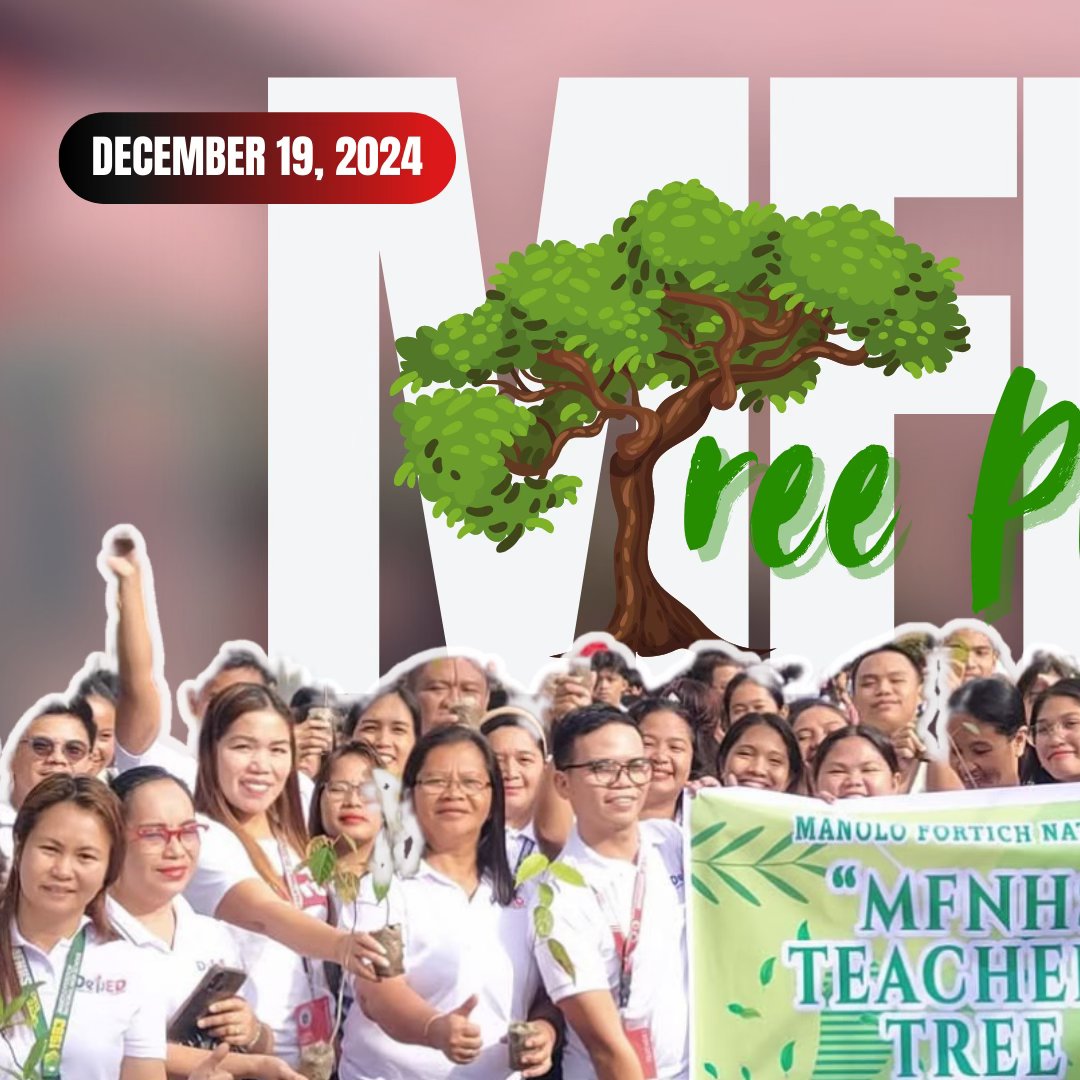 DECEMBER 19, 2024
MF
ree P
MANOLO FORTICH NAT
"MFNH
TEACHE
TREE
DepED